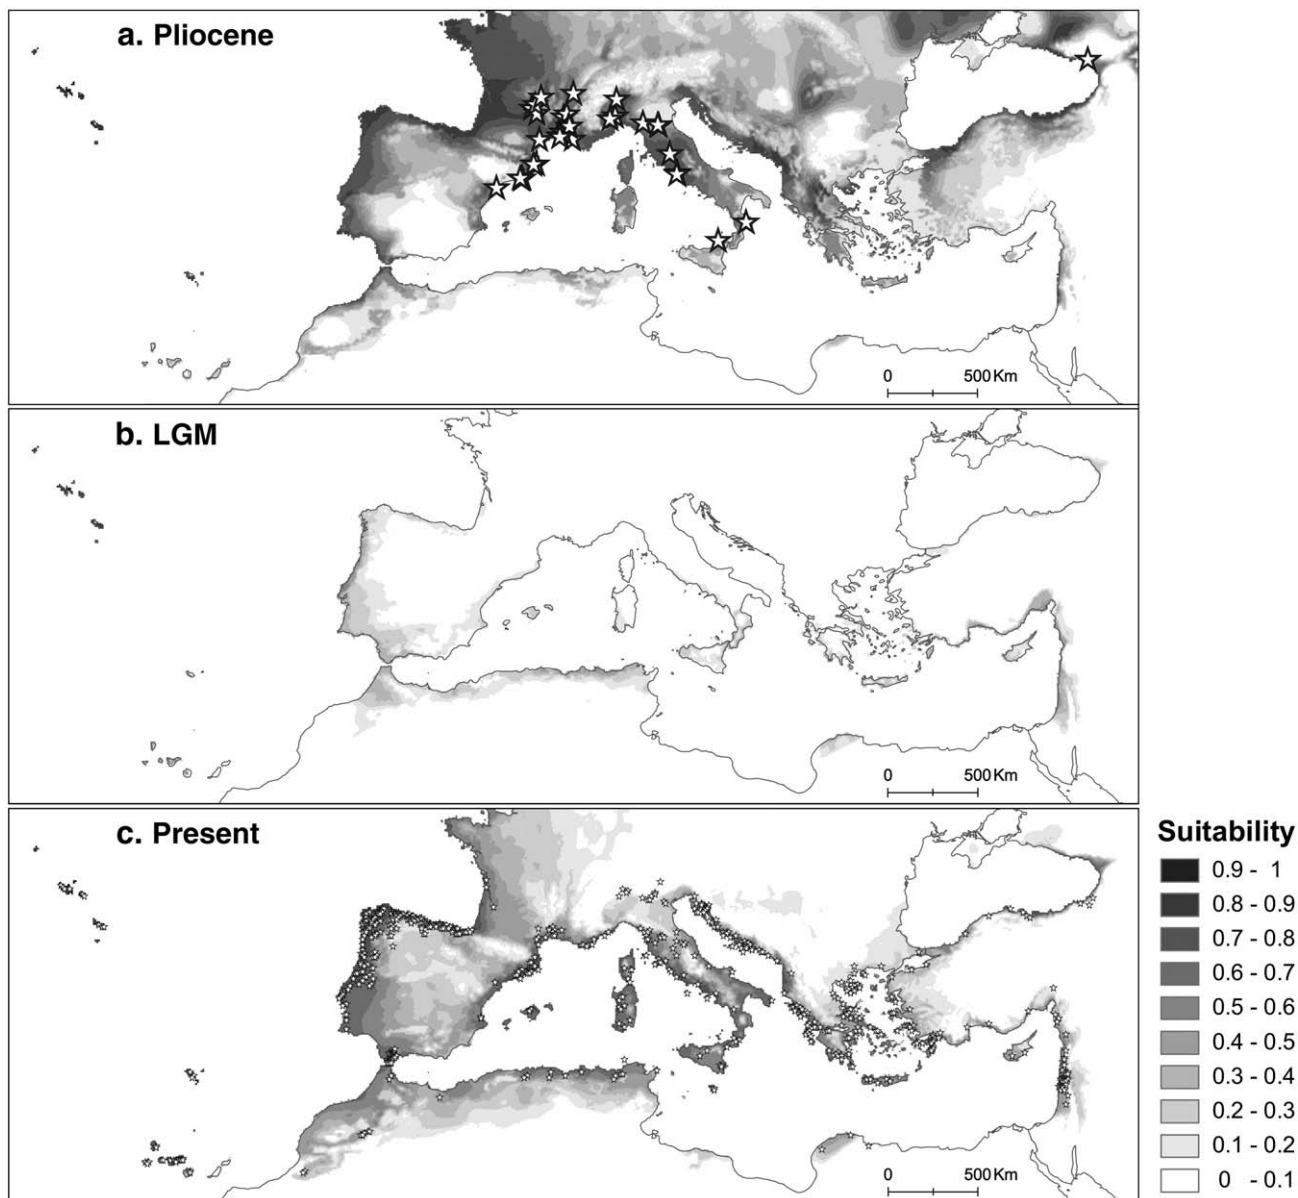 a. Pliocene
0 500 Km
b. LGM
0 500 Km
c. Present
0 500 Km
Suitability
0.9 - 1
0.8 - 0.9
0.7 - 0.8
0.6 - 0.7
0.5 - 0.6
0.4 - 0.5
0.3 - 0.4
0.2 - 0.3
0.1 - 0.2
0 - 0.1